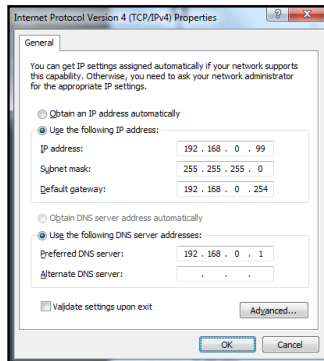 Internet Protocol Version 4 (TCP/IPv4) Properties
General
You can get IP settings assigned automatically if your network supports
this capability. Otherwise, you need to ask your network administrator
for the appropriate IP settings.
Obtain an IP address automatically
Use the following IP address:
IP address: 192 . 168 . 0 . 99
Subnet mask: 255 . 255 . 255 . 0
Default gateway: 192 . 168 . 0 . 254
Obtain DNS server address automatically
Use the following DNS server addresses:
Preferred DNS server: 192 . 168 . 0 . 1
Alternate DNS server: . . .
Validate settings upon exit
Advanced...
OK
Cancel